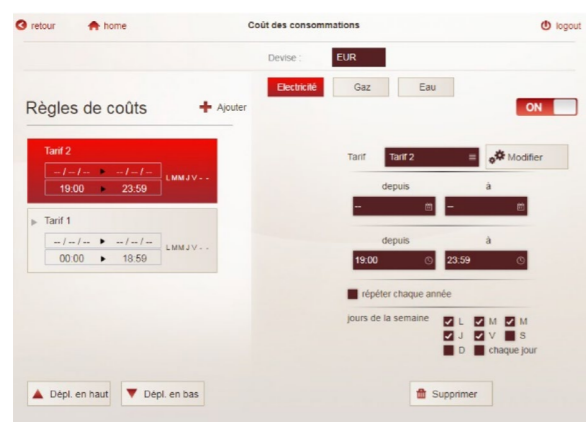 retour home Coût des consommations logout
Devise : EUR
Electricité Gaz Eau
Règles de coûts Ajouter
ON
Tarif 2
-- / -- / -- -- / -- / --
19:00 23:59
L M M J V - -
Tarif 1
-- / -- / -- -- / -- / --
00:00 18:59
L M M J V - -
Tarif Tarif 2 Modifier
depuis à
-- --
depuis à
19:00 23:59
répéter chaque année
jours de la semaine L M M
J V S
D chaque jour
Dépl. en haut Dépl. en bas Supprimer